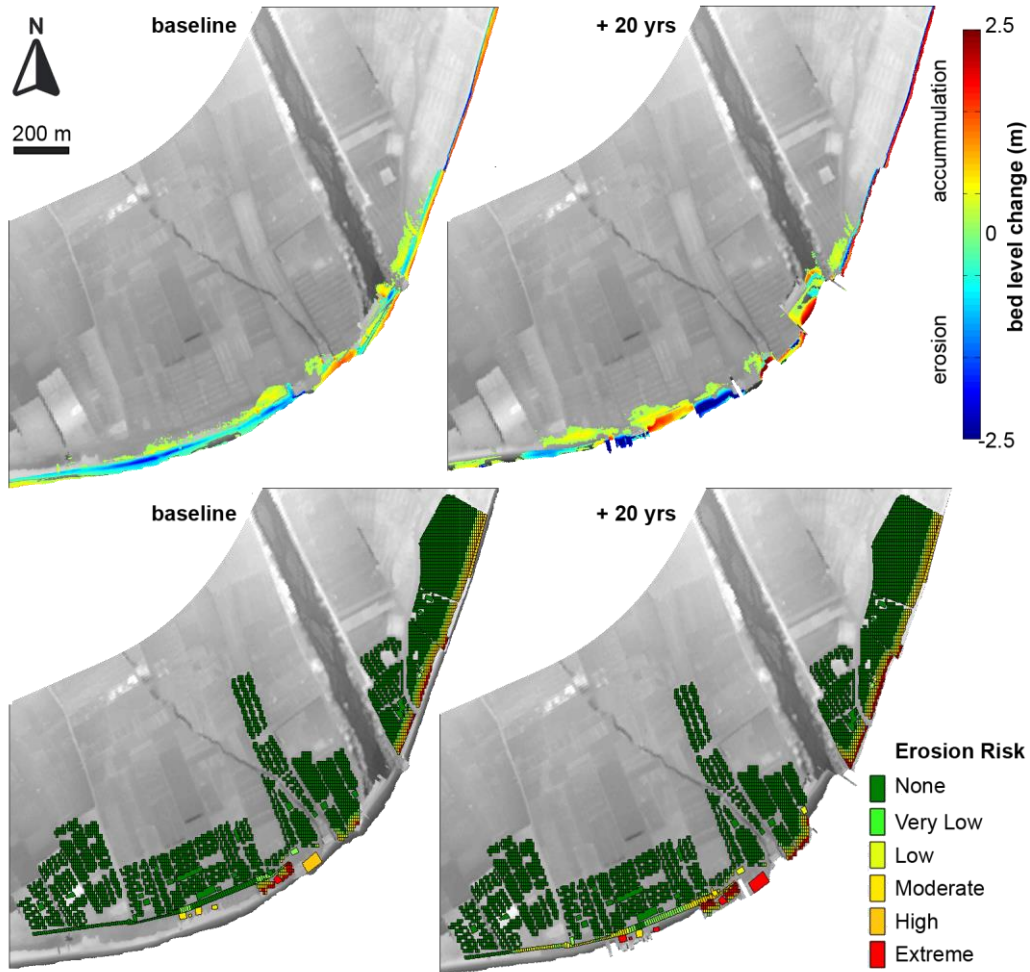 baseline
+ 20 yrs
N
200 m
2.5
0
-2.5
accummulation
erosion
bed level change (m)
baseline
+ 20 yrs
Erosion Risk
None
Very Low
Low
Moderate
High
Extreme